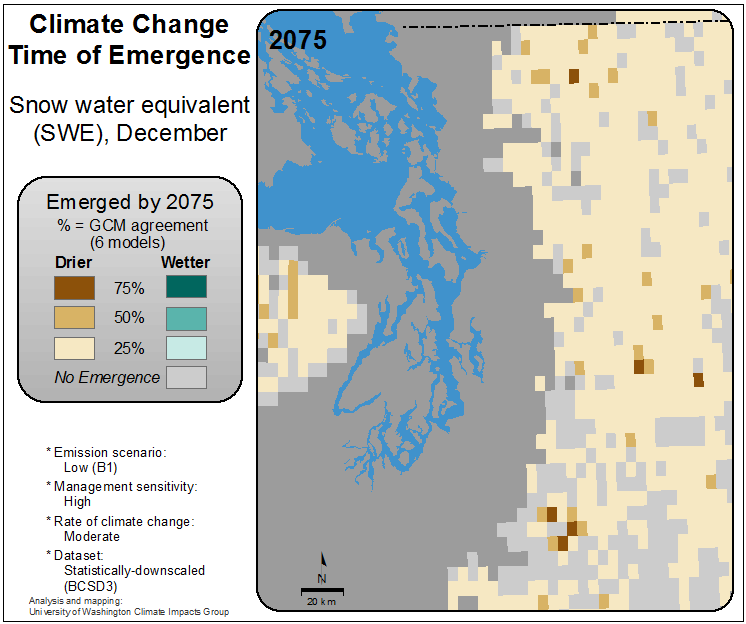 Climate Change
Time of Emergence
Snow water equivalent
(SWE), December
Emerged by 2075
% = GCM agreement
(6 models)
Drier Wetter
75%
50%
25%
No Emergence
* Emission scenario:
Low (B1)
* Management sensitivity:
High
* Rate of climate change:
Moderate
* Dataset:
Statistically-downscaled
(BCSD3)
Analysis and mapping:
University of Washington Climate Impacts Group
2075
N
20 km